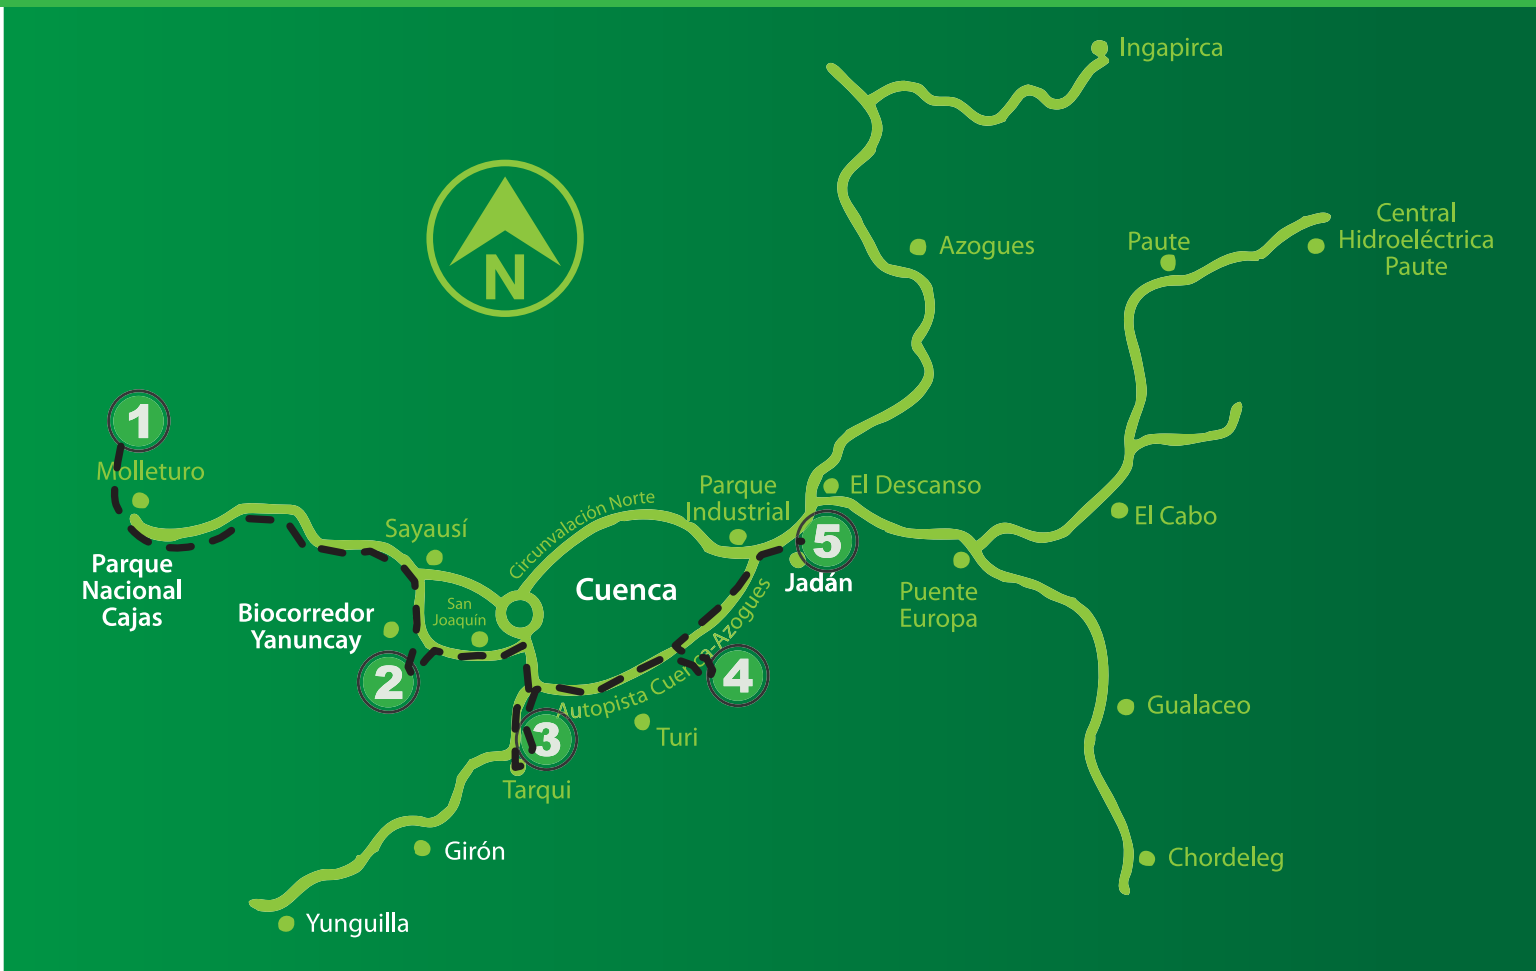 Ingapirca
Central
Hidroeléctrica
Paute
Paute
Azogues
N
1
Molleturo
Parque
Nacional
Cajas
Sayausí
Circunvalación Norte
Parque
Industrial
El Descanso
El Cabo
5
Jadán
Puente
Europa
Cuenca
Biocorredor
Yanuncay
San
Joaquín
2
3
4
Autopista Cuenca-Azogues
Turi
Tarqui
Gualaceo
Girón
Chordeleg
Yunguilla